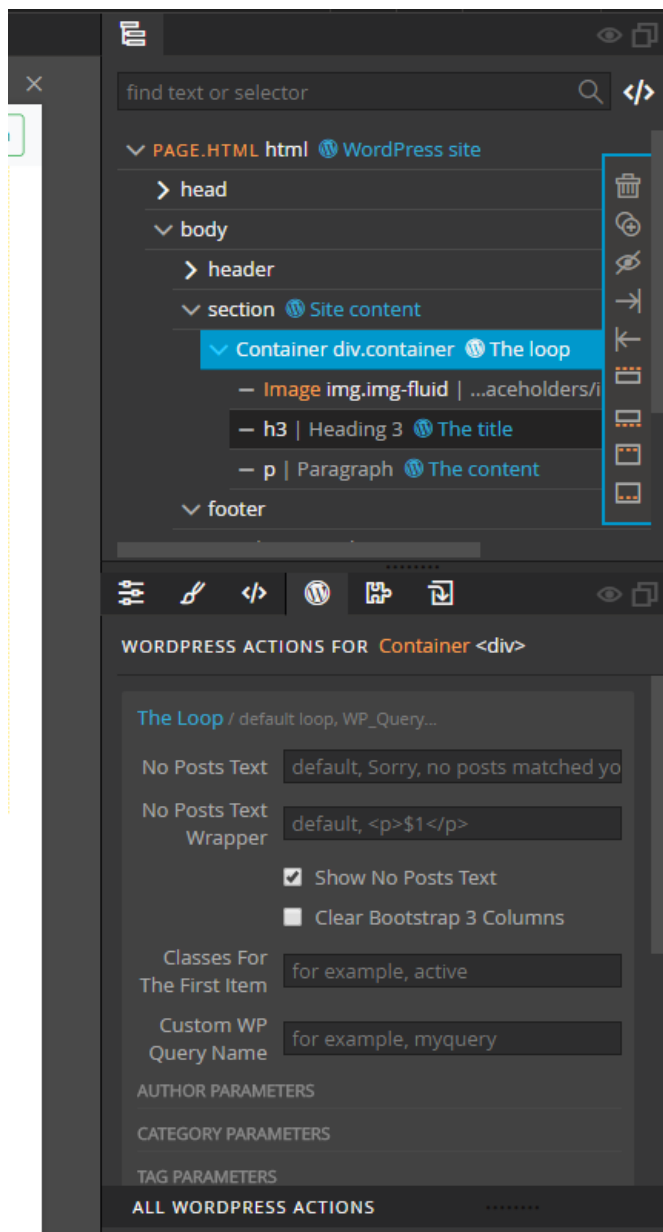 find text or selector </>
PAGE.HTML html WordPress site
head
body
header
section Site content
Container div.container The loop
Image img.img-fluid | ...aceholders/i
h3 | Heading 3 The title
p | Paragraph The content
footer
</>
WORDPRESS ACTIONS FOR Container <div>
The Loop / default loop, WP_Query...
No Posts Text default, Sorry, no posts matched yo
No Posts Text
Wrapper default, <p>$1</p>
Show No Posts Text
Clear Bootstrap 3 Columns
Classes For
The First Item for example, active
Custom WP
Query Name for example, myquery
AUTHOR PARAMETERS
CATEGORY PARAMETERS
TAG PARAMETERS
ALL WORDPRESS ACTIONS